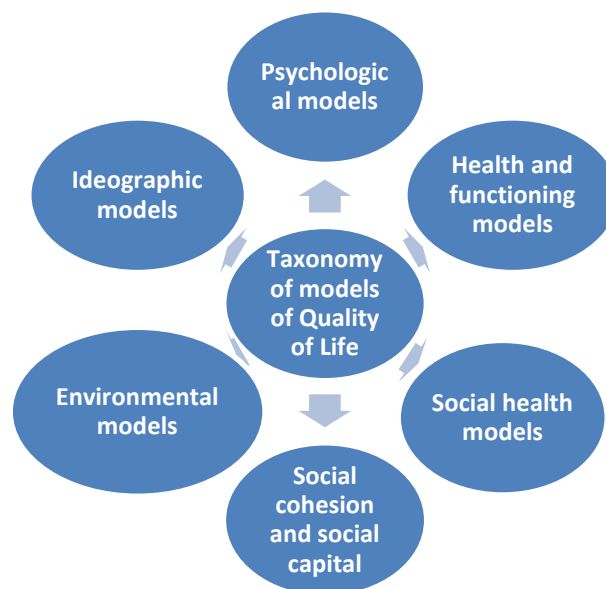 Psychologic
al models
Ideographic
models
Health and
functioning
models
Taxonomy
of models
of Quality
of Life
Environmental
models
Social health
models
Social
cohesion
and social
capital